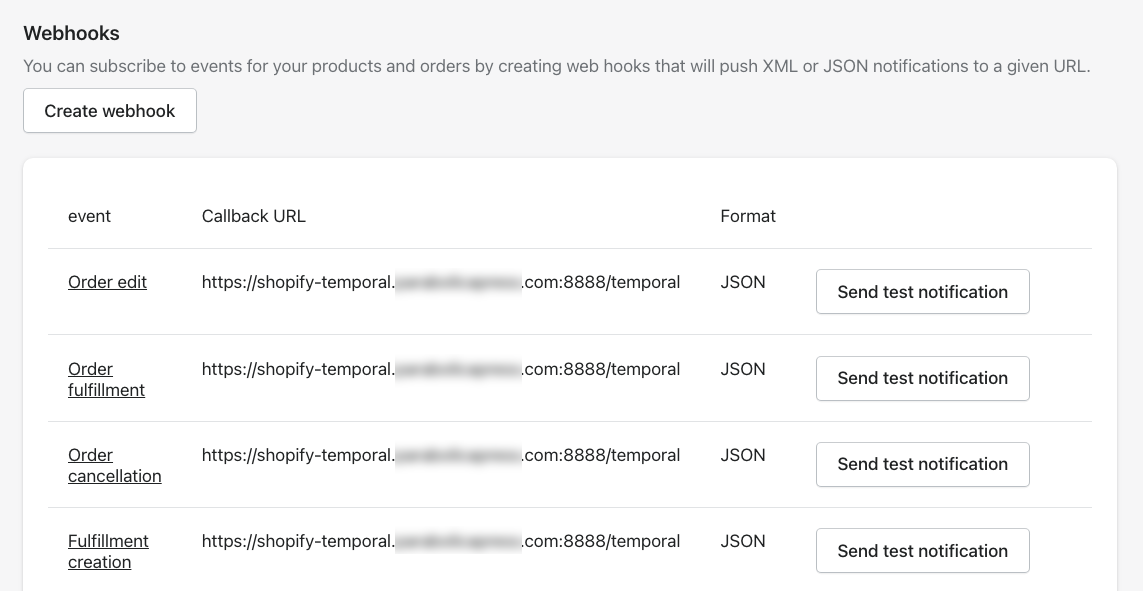 Webhooks
You can subscribe to events for your products and orders by creating web hooks that will push XML or JSON notifications to a given URL.
Create webhook
event Callback URL Format
Order edit https://shopify-temporal. .com:8888/temporal JSON Send test notification
Order https://shopify-temporal. .com:8888/temporal JSON Send test notification
fulfillment
Order https://shopify-temporal. .com:8888/temporal JSON Send test notification
cancellation
Fulfillment https://shopify-temporal. .com:8888/temporal JSON Send test notification
creation